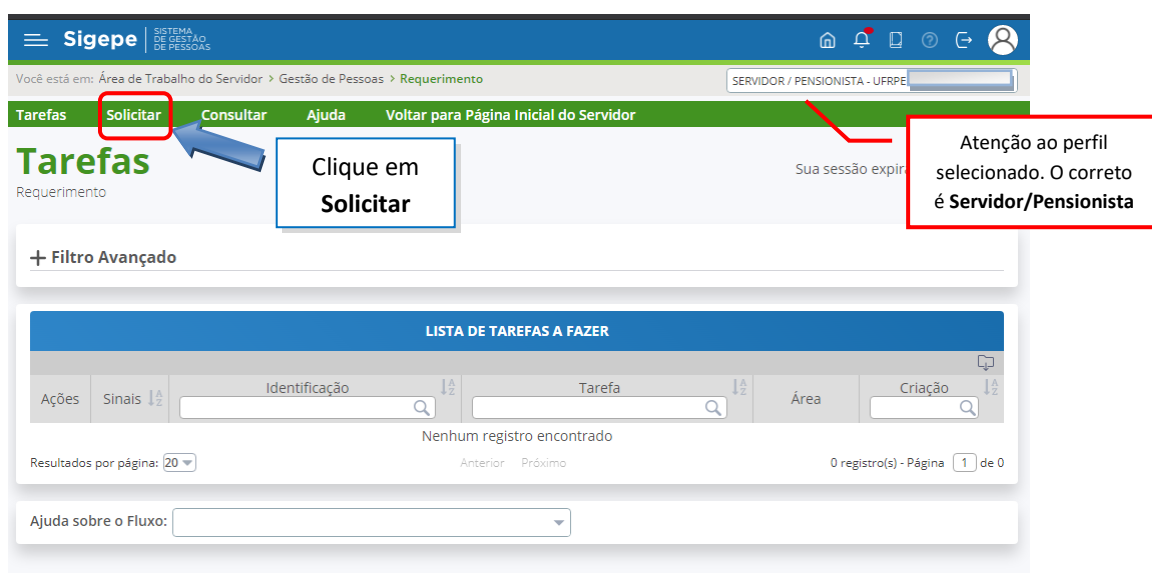 Sigepe
SISTEMA
DE GESTÃO
DE PESSOAS
Você está em: Área de Trabalho do Servidor > Gestão de Pessoas > Requerimento
SERVIDOR / PENSIONISTA - UFRPE
Tarefas Solicitar Consultar Ajuda Voltar para Página Inicial do Servidor
Tarefas
Requerimento
Clique em
Solicitar
Sua sessão expira
Atenção ao perfil
selecionado. O correto
é Servidor/Pensionista
+ Filtro Avançado
LISTA DE TAREFAS A FAZER
Ações Sinais Identificação Tarefa Área Criação
Nenhum registro encontrado
Resultados por página: 20 Anterior Próximo 0 registro(s) - Página 1 de 0
Ajuda sobre o Fluxo: